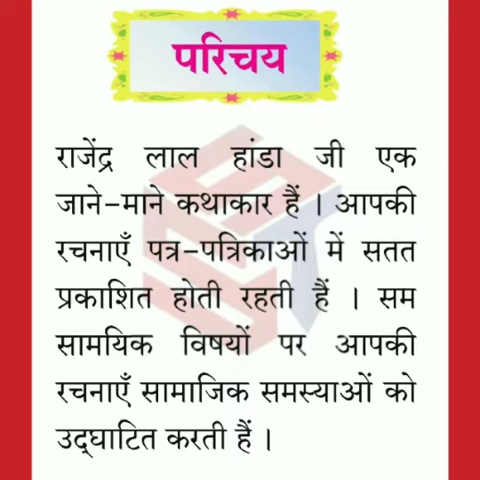 परिचय
राजेंद्र लाल हांडा जी एक
जाने-माने कथाकार हैं । आपकी
रचनाएँ पत्र-पत्रिकाओं में सतत
प्रकाशित होती रहती हैं । सम
सामयिक विषयों पर आपकी
रचनाएँ सामाजिक समस्याओं को
उद्‌घाटित करती हैं ।